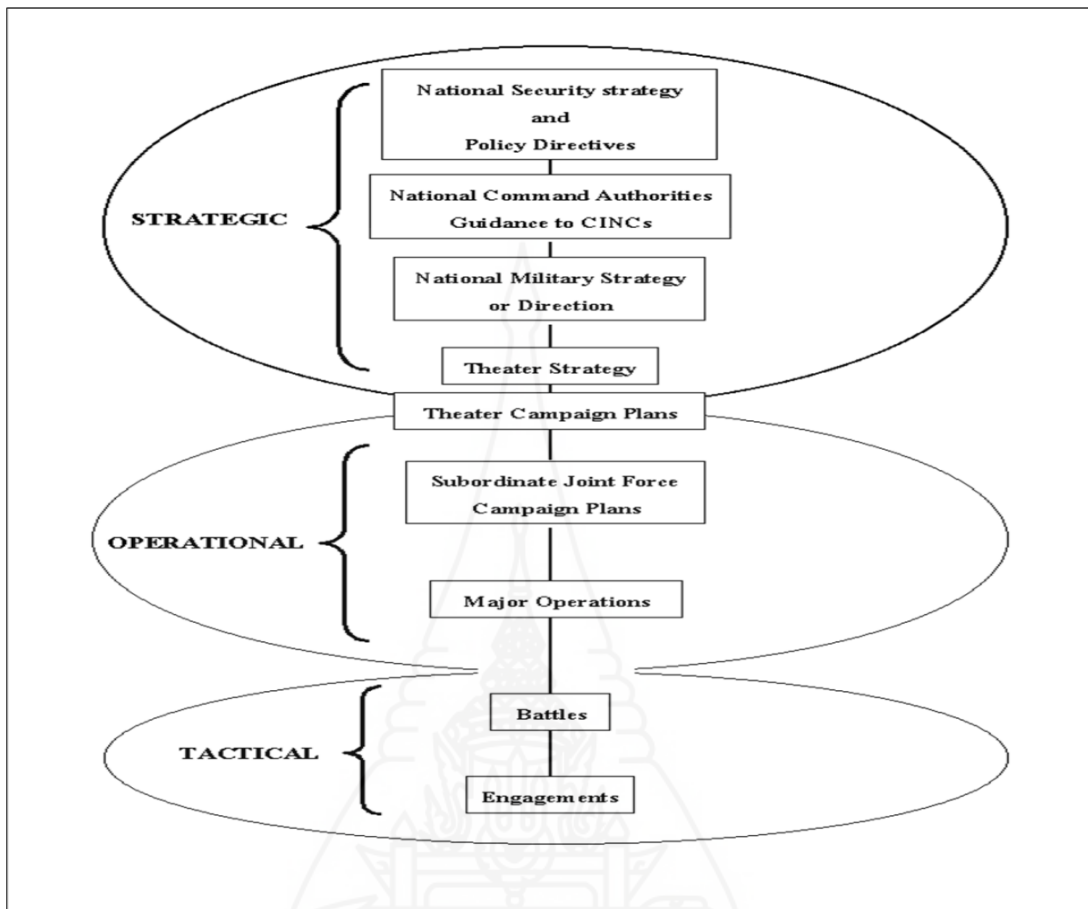 National Security strategy
and
Policy Directives
National Command Authorities
Guidance to CINCs
STRATEGIC
National Military Strategy
or Direction
Theater Strategy
Theater Campaign Plans
Subordinate Joint Force
Campaign Plans
OPERATIONAL
Major Operations
Battles
TACTICAL
Engagements